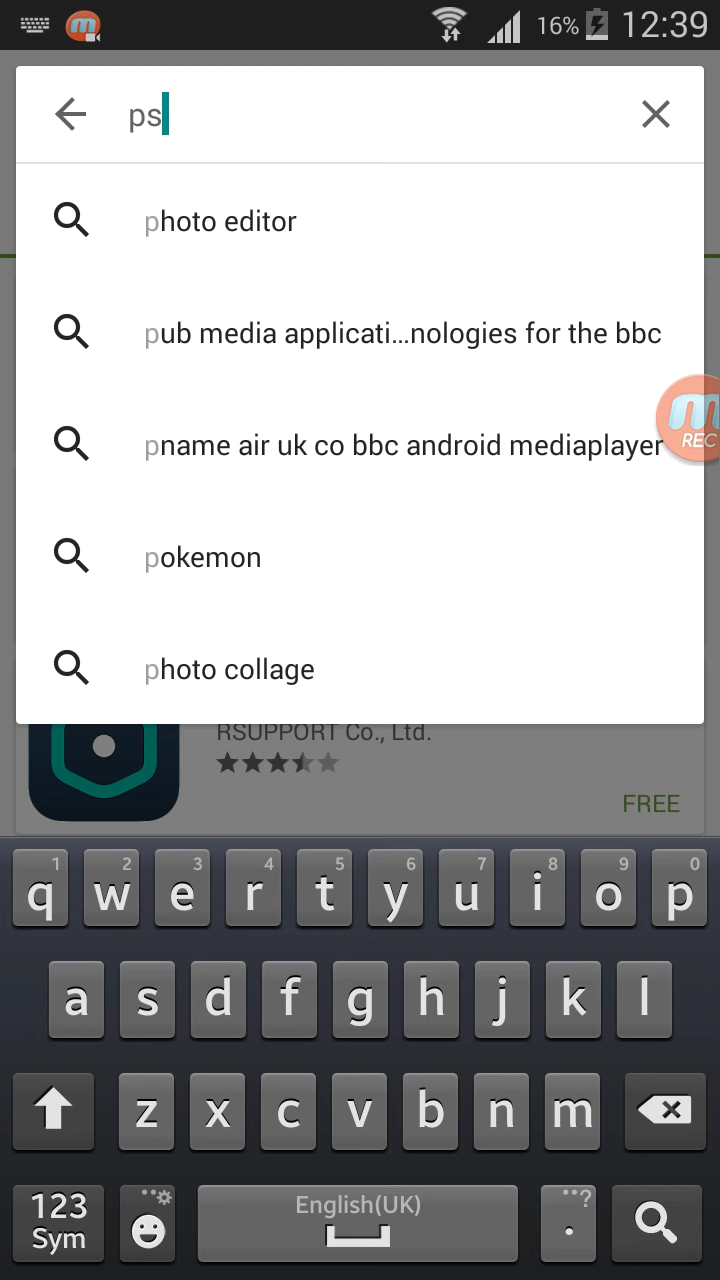 16% 12:39
ps
photo editor
pub media applicati...nologies for the bbc
pname air uk co bbc android mediaplayer
REC
pokemon
photo collage
RSUPPORT Co., Ltd.
FREE
1 2 3 4 5 6 7 8 9 0
q w e r t y u i o p
a s d f g h j k l
z x c v b n m
123 English(UK) ?
Sym .